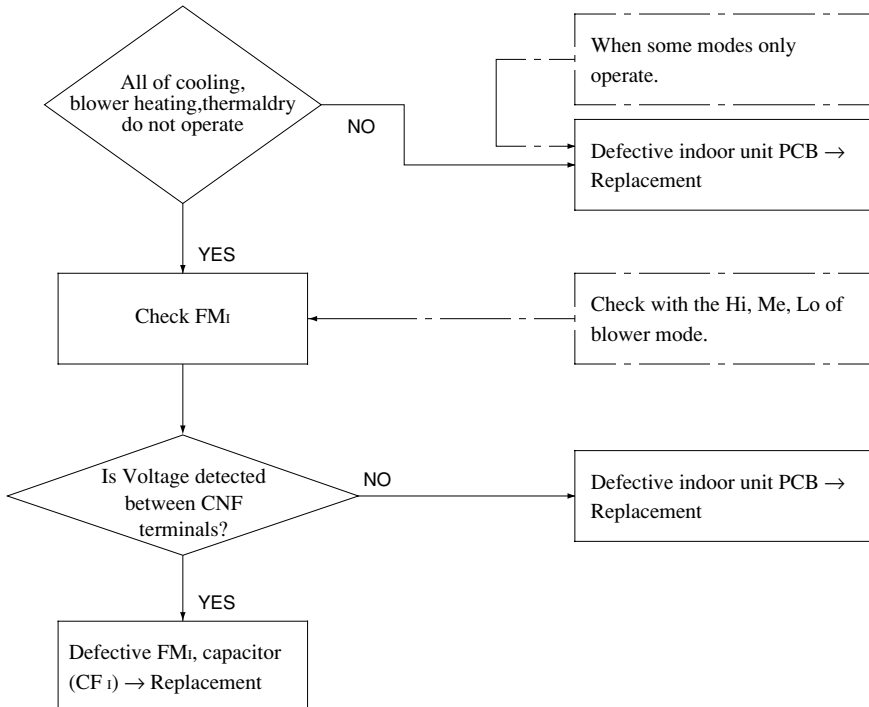 All of cooling,
blower heating,thermaldry
do not operate
NO
When some modes only
operate.
Defective indoor unit PCB →
Replacement
YES
Check FMI
Check with the Hi, Me, Lo of
blower mode.
Is Voltage detected
between CNF
terminals?
NO
Defective indoor unit PCB →
Replacement
YES
Defective FMI, capacitor
(CF I) → Replacement